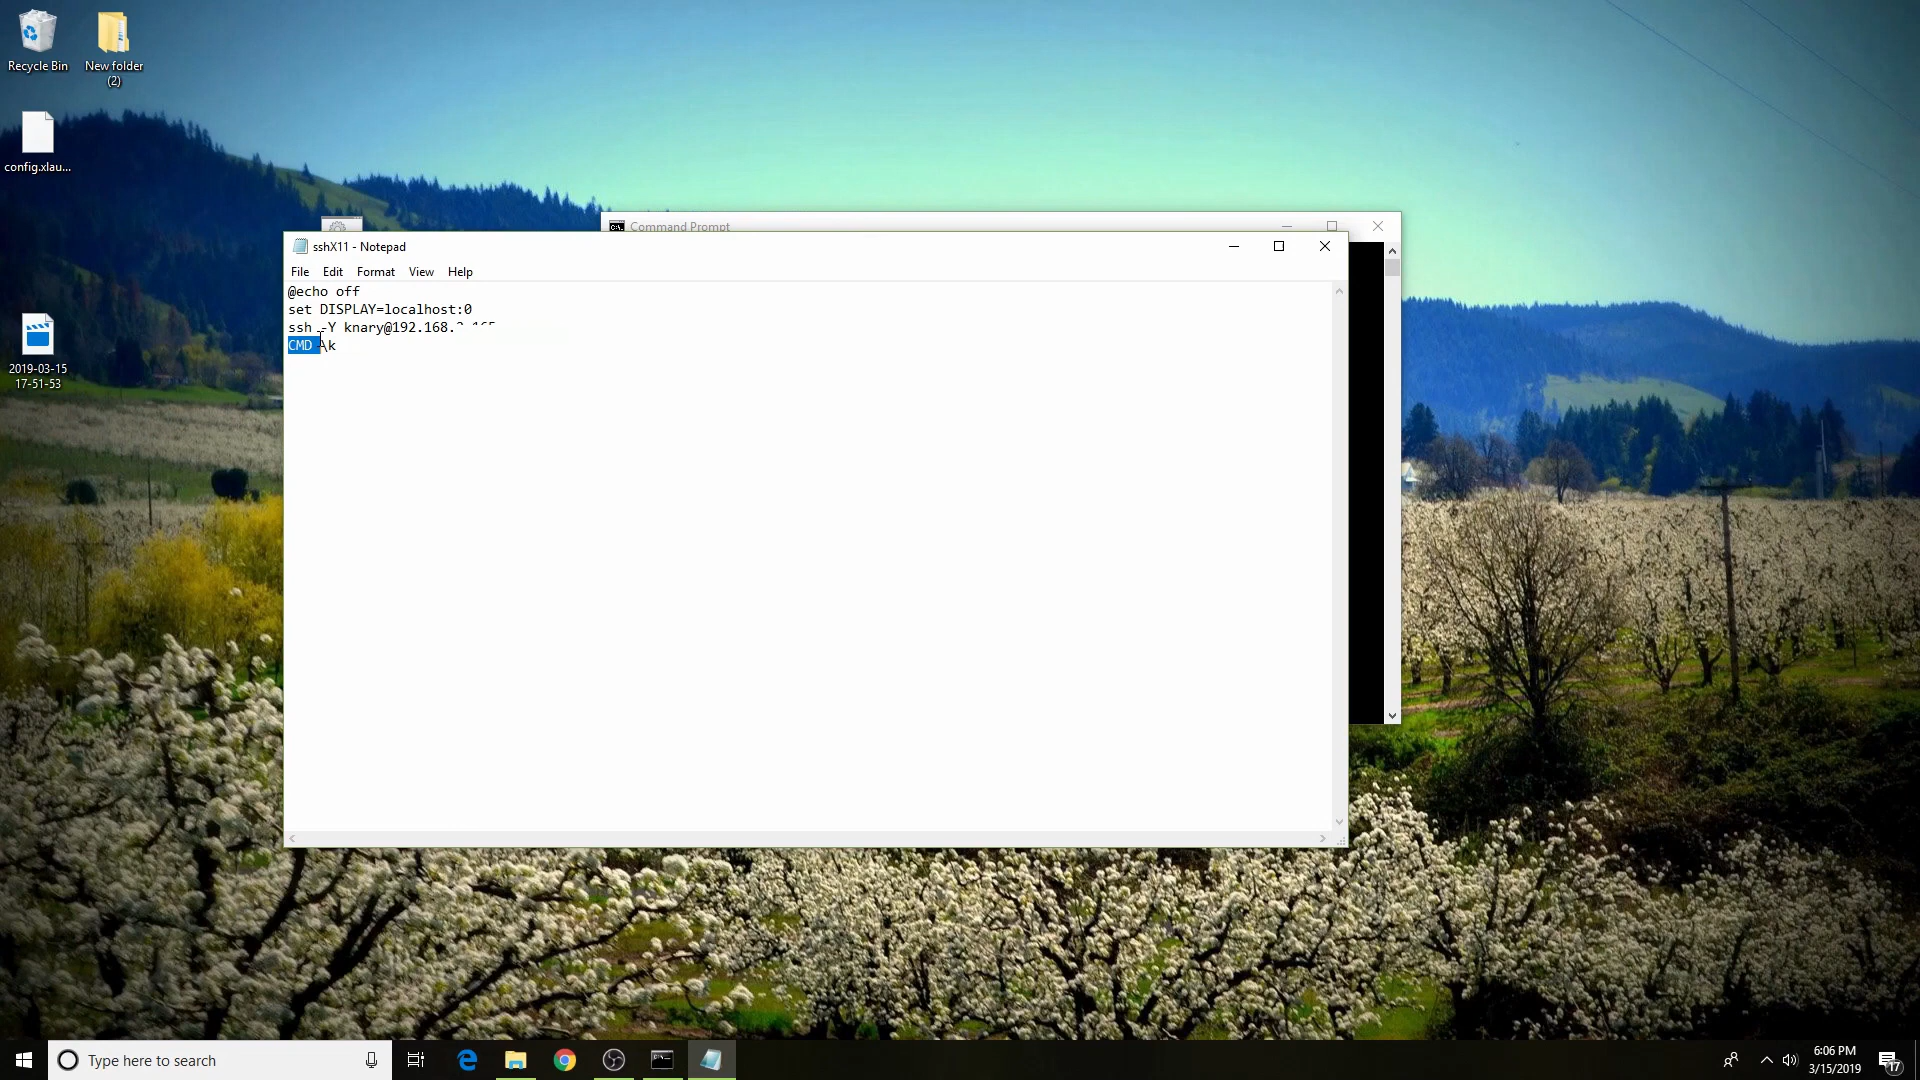 Recycle Bin
New folder
(2)
config.xlau...
2019-03-15
17-51-53
Command Prompt
sshX11 - Notepad
File Edit Format View Help
@echo off
set DISPLAY=localhost:0
ssh -Y knary@192.168.
CMD \k
Type here to search
6:06 PM
3/15/2019
17